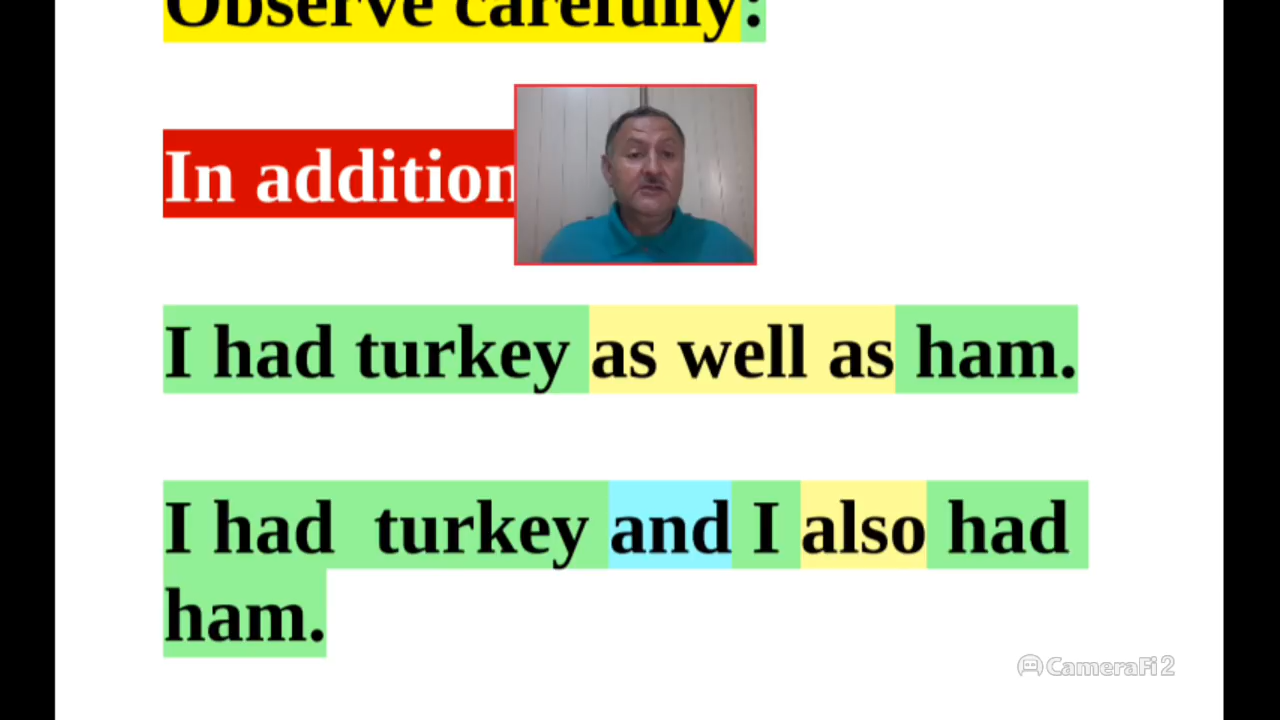 Observe carefully:
In addition
I had turkey as well as ham.
I had  turkey and I also had
ham.
CameraFi2